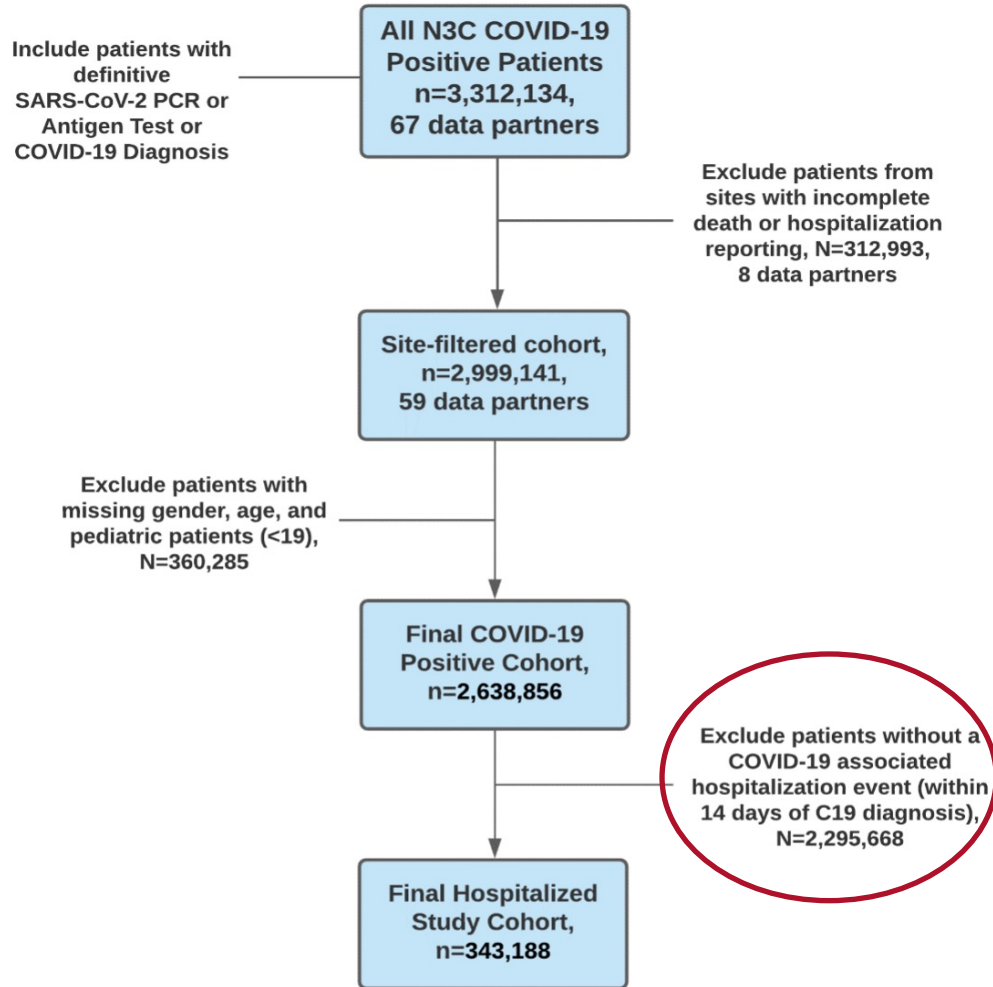 All N3C COVID-19
Positive Patients
n=3,312,134,
67 data partners
Include patients with
definitive
SARS-CoV-2 PCR or
Antigen Test or
COVID-19 Diagnosis
Exclude patients from
sites with incomplete
death or hospitalization
reporting, N=312,993,
8 data partners
Site-filtered cohort,
n=2,999,141,
59 data partners
Exclude patients with
missing gender, age, and
pediatric patients (<19),
N=360,285
Final COVID-19
Positive Cohort,
n=2,638,856
Exclude patients without a
COVID-19 associated
hospitalization event (within
14 days of C19 diagnosis),
N=2,295,668
Final Hospitalized
Study Cohort,
n=343,188